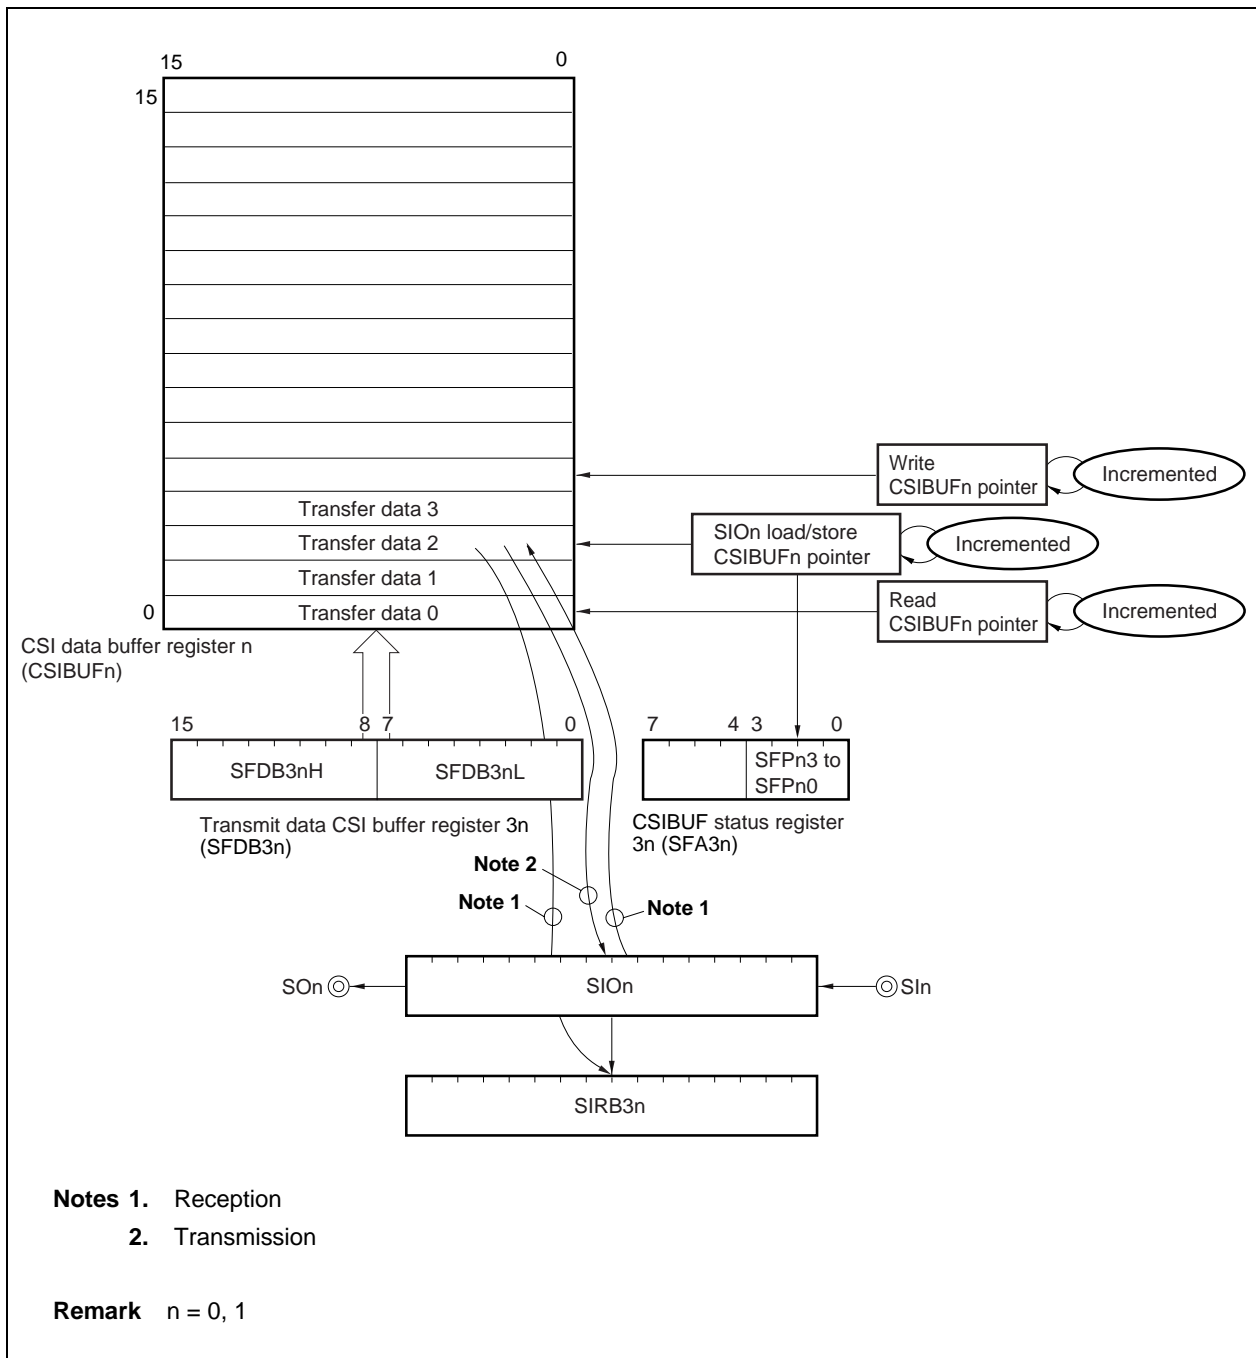 15 0
15
Write
CSIBUFn pointer
Incremented
Transfer data 3
Transfer data 2
SIOn load/store
CSIBUFn pointer
Incremented
Transfer data 1
0
Transfer data 0
Read
CSIBUFn pointer
Incremented
CSI data buffer register n
(CSIBUFn)
15 8 7 0
7 4 3 0
SFDB3nH
SFDB3nL
SFPn3 to
SFPn0
Transmit data CSI buffer register 3n
(SFDB3n)
CSIBUF status register
3n (SFA3n)
Note 2
Note 1
Note 1
SOn
SIOn
SIn
SIRB3n
Notes 1. Reception
2. Transmission
Remark n = 0, 1